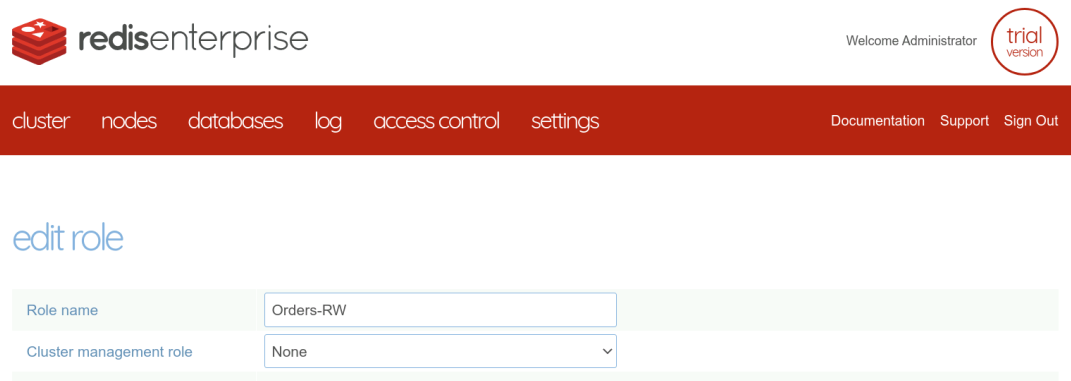 redisenterprise
Welcome Administrator
trial
version
cluster nodes databases log access control settings
Documentation Support Sign Out
edit role
Role name Orders-RW
Cluster management role None